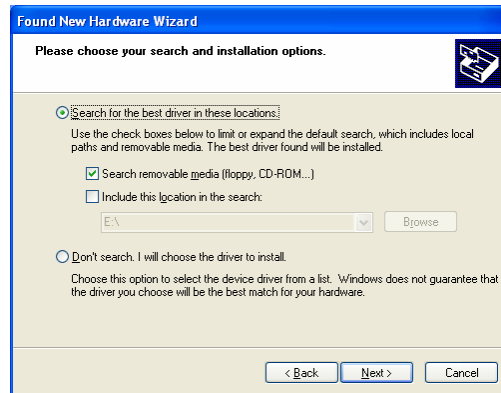 Found New Hardware Wizard
Please choose your search and installation options.
Search for the best driver in these locations.
Use the check boxes below to limit or expand the default search, which includes local
paths and removable media. The best driver found will be installed.
Search removable media (floppy, CD-ROM...)
Include this location in the search:
E:\
Browse
Don't search. I will choose the driver to install.
Choose this option to select the device driver from a list. Windows does not guarantee that
the driver you choose will be the best match for your hardware.
< Back
Next >
Cancel